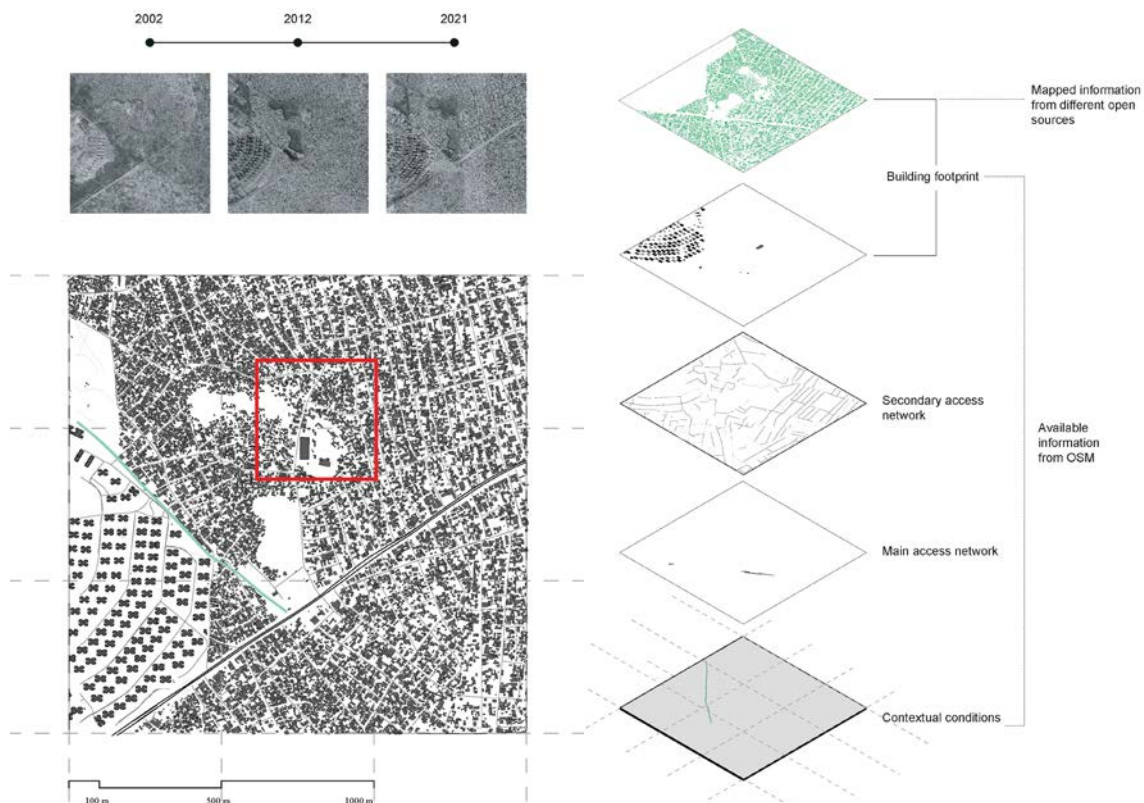 2002
2012
2021
Mapped information
from different open
sources
Building footprint
Secondary access
network
Available
information
from OSM
Main access network
Contextual conditions
100 m
500 m
1000 m